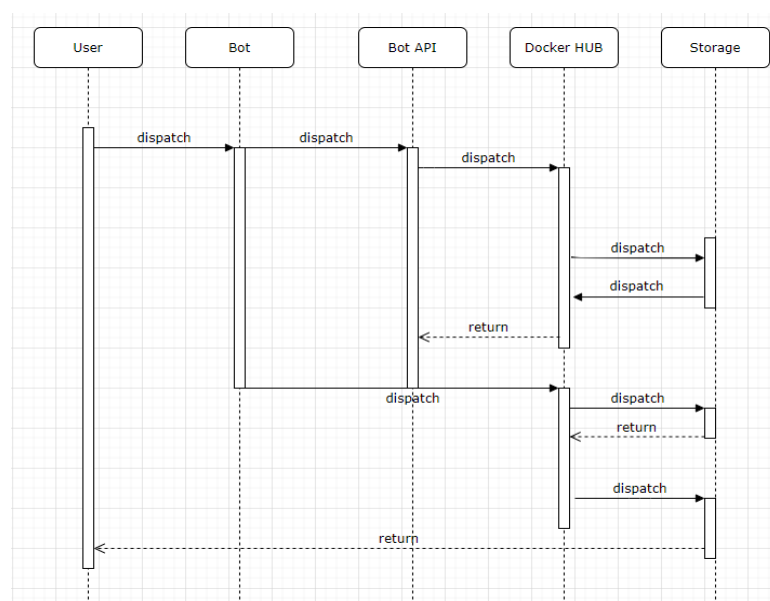 User
Bot
Bot API
Docker HUB
Storage
dispatch
dispatch
dispatch
dispatch
dispatch
return
dispatch
dispatch
return
dispatch
return